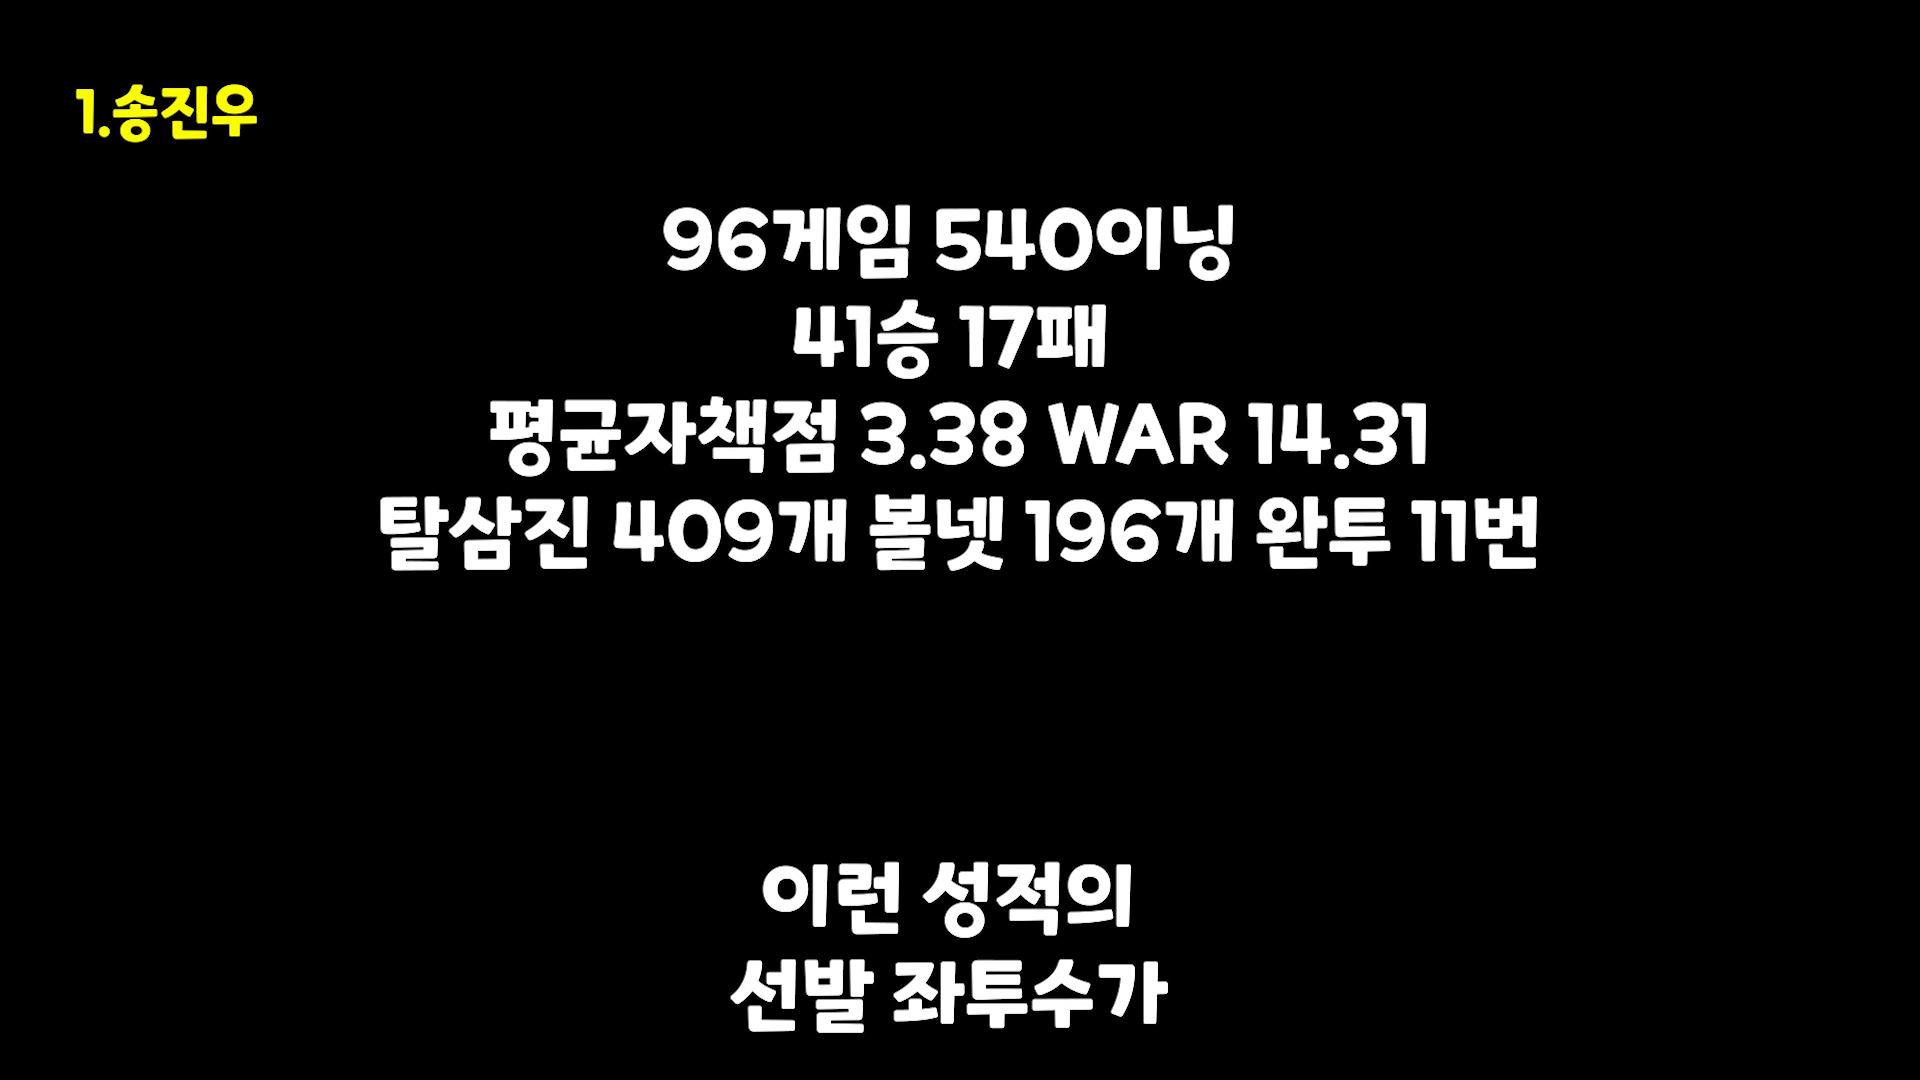 1.송진우
96게임 540이닝
41승 17패
평균자책점 3.38 WAR 14.31
탈삼진 409개 볼넷 196개 완투 11번
이런 성적의
선발 좌투수가